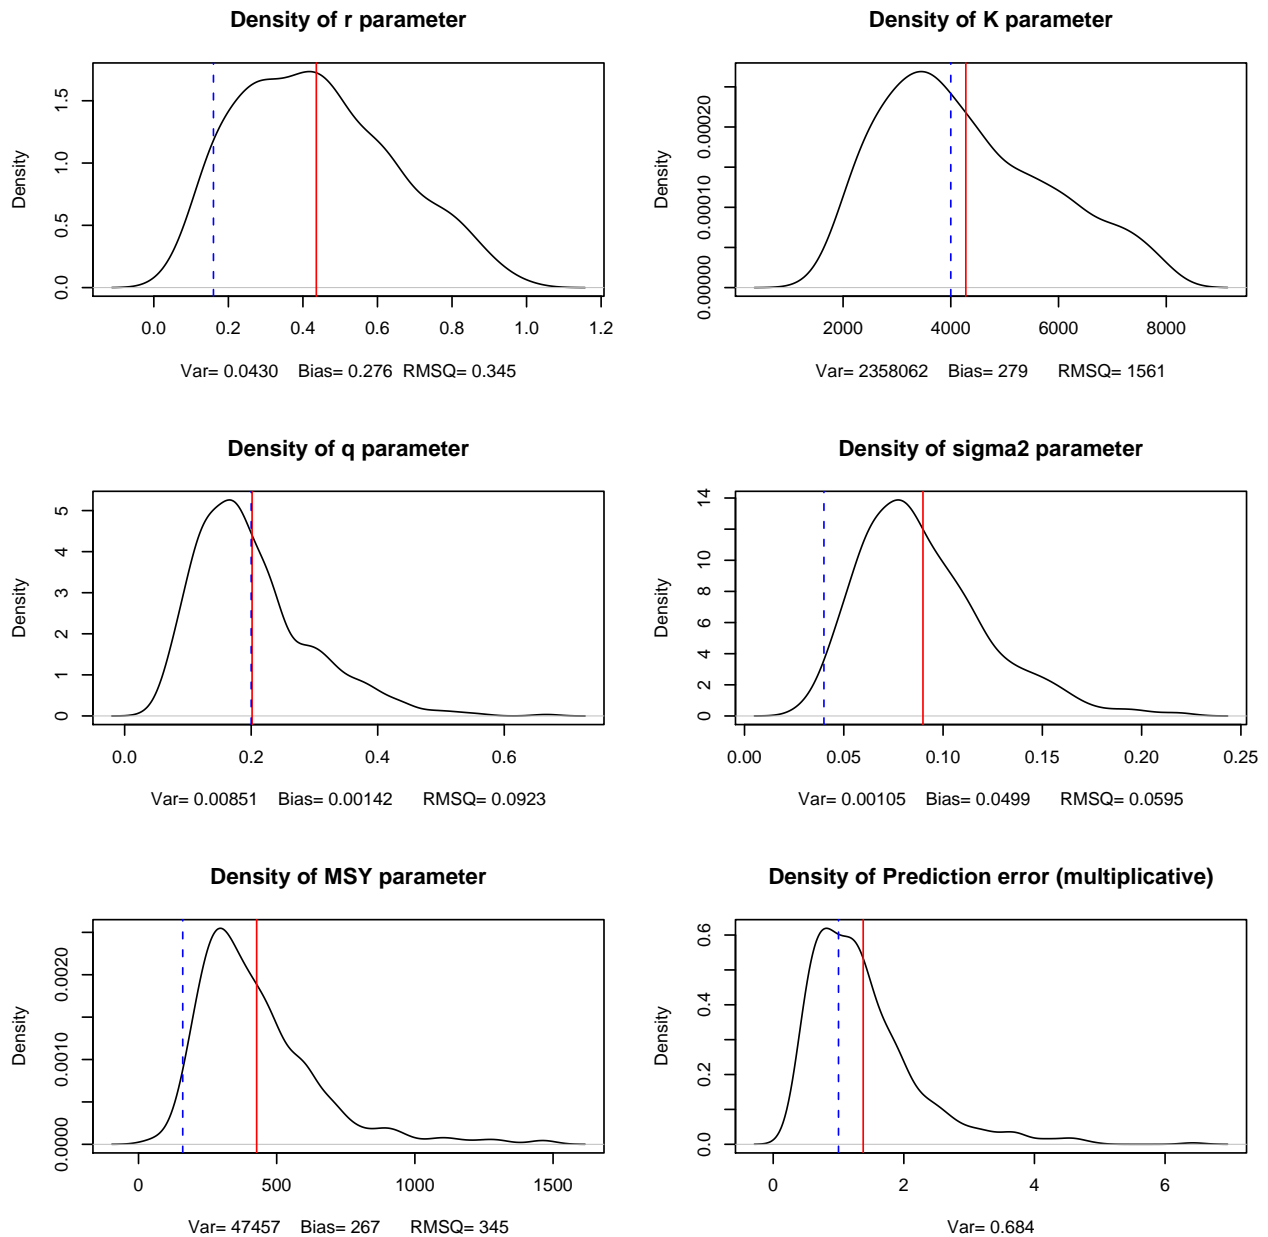 Density of r parameter
Density
0.0 0.5 1.0 1.5
0.0 0.2 0.4 0.6 0.8 1.0 1.2
Var= 0.0430 Bias= 0.276 RMSQ= 0.345
Density of K parameter
Density
0.00000 0.00010 0.00020
2000 4000 6000 8000
Var= 2358062 Bias= 279 RMSQ= 1561
Density of q parameter
Density
0 1 2 3 4 5
0.0 0.2 0.4 0.6
Var= 0.00851 Bias= 0.00142 RMSQ= 0.0923
Density of sigma2 parameter
Density
0 2 4 6 8 10 14
0.00 0.05 0.10 0.15 0.20 0.25
Var= 0.00105 Bias= 0.0499 RMSQ= 0.0595
Density of MSY parameter
Density
0.0000 0.0010 0.0020
0 500 1000 1500
Var= 47457 Bias= 267 RMSQ= 345
Density of Prediction error (multiplicative)
Density
0.0 0.2 0.4 0.6
0 2 4 6
Var= 0.684